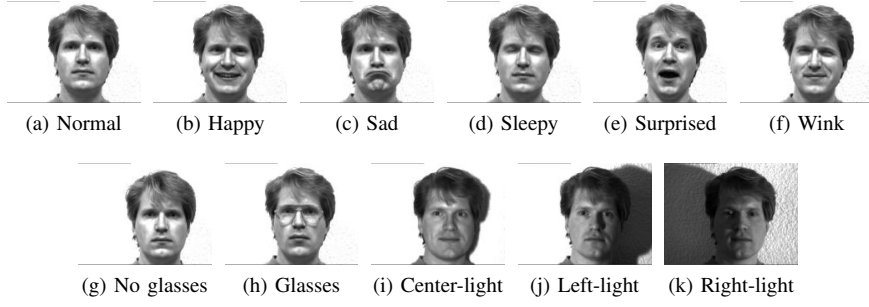 (a) Normal (b) Happy (c) Sad (d) Sleepy (e) Surprised (f) Wink
(g) No glasses (h) Glasses (i) Center-light (j) Left-light (k) Right-light